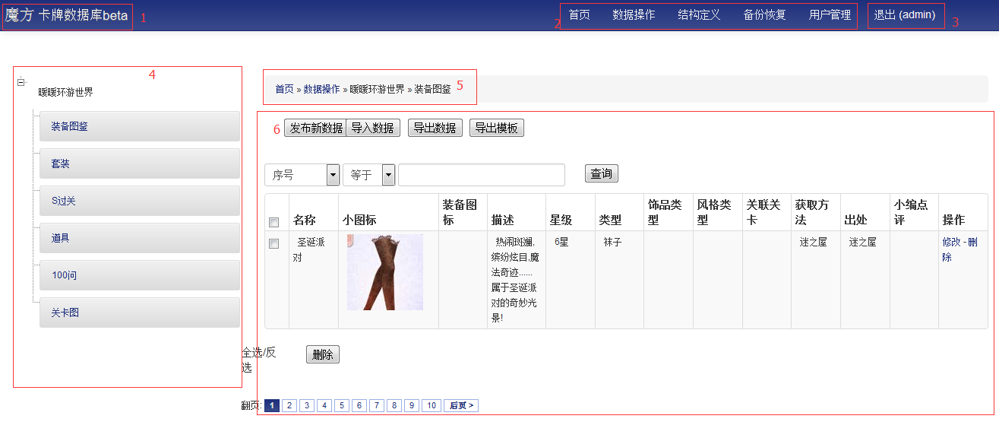 魔方 卡牌数据库beta 1
首页 数据操作 结构定义 备份恢复 用户管理 2
退出 (admin) 3
4
暖暖环游世界
装备图鉴
套装
S过关
道具
100问
关卡图
首页 » 数据操作 » 暖暖环游世界 » 装备图鉴 5
6 发布新数据 导入数据 导出数据 导出模板
序号 等于 查询
名称 小图标 装备图标 描述 星级 类型 饰品类型 风格类型 关联关卡 获取方法 出处 小编点评 操作
圣诞派对
热闹斑斓,
缤纷炫目,魔
法奇迹......
属于圣诞派
对的奇妙光
景!
6星 袜子 迷之屋 迷之屋 修改 - 删除
全选/反选 删除
翻页: 1 2 3 4 5 6 7 8 9 10 后页 >